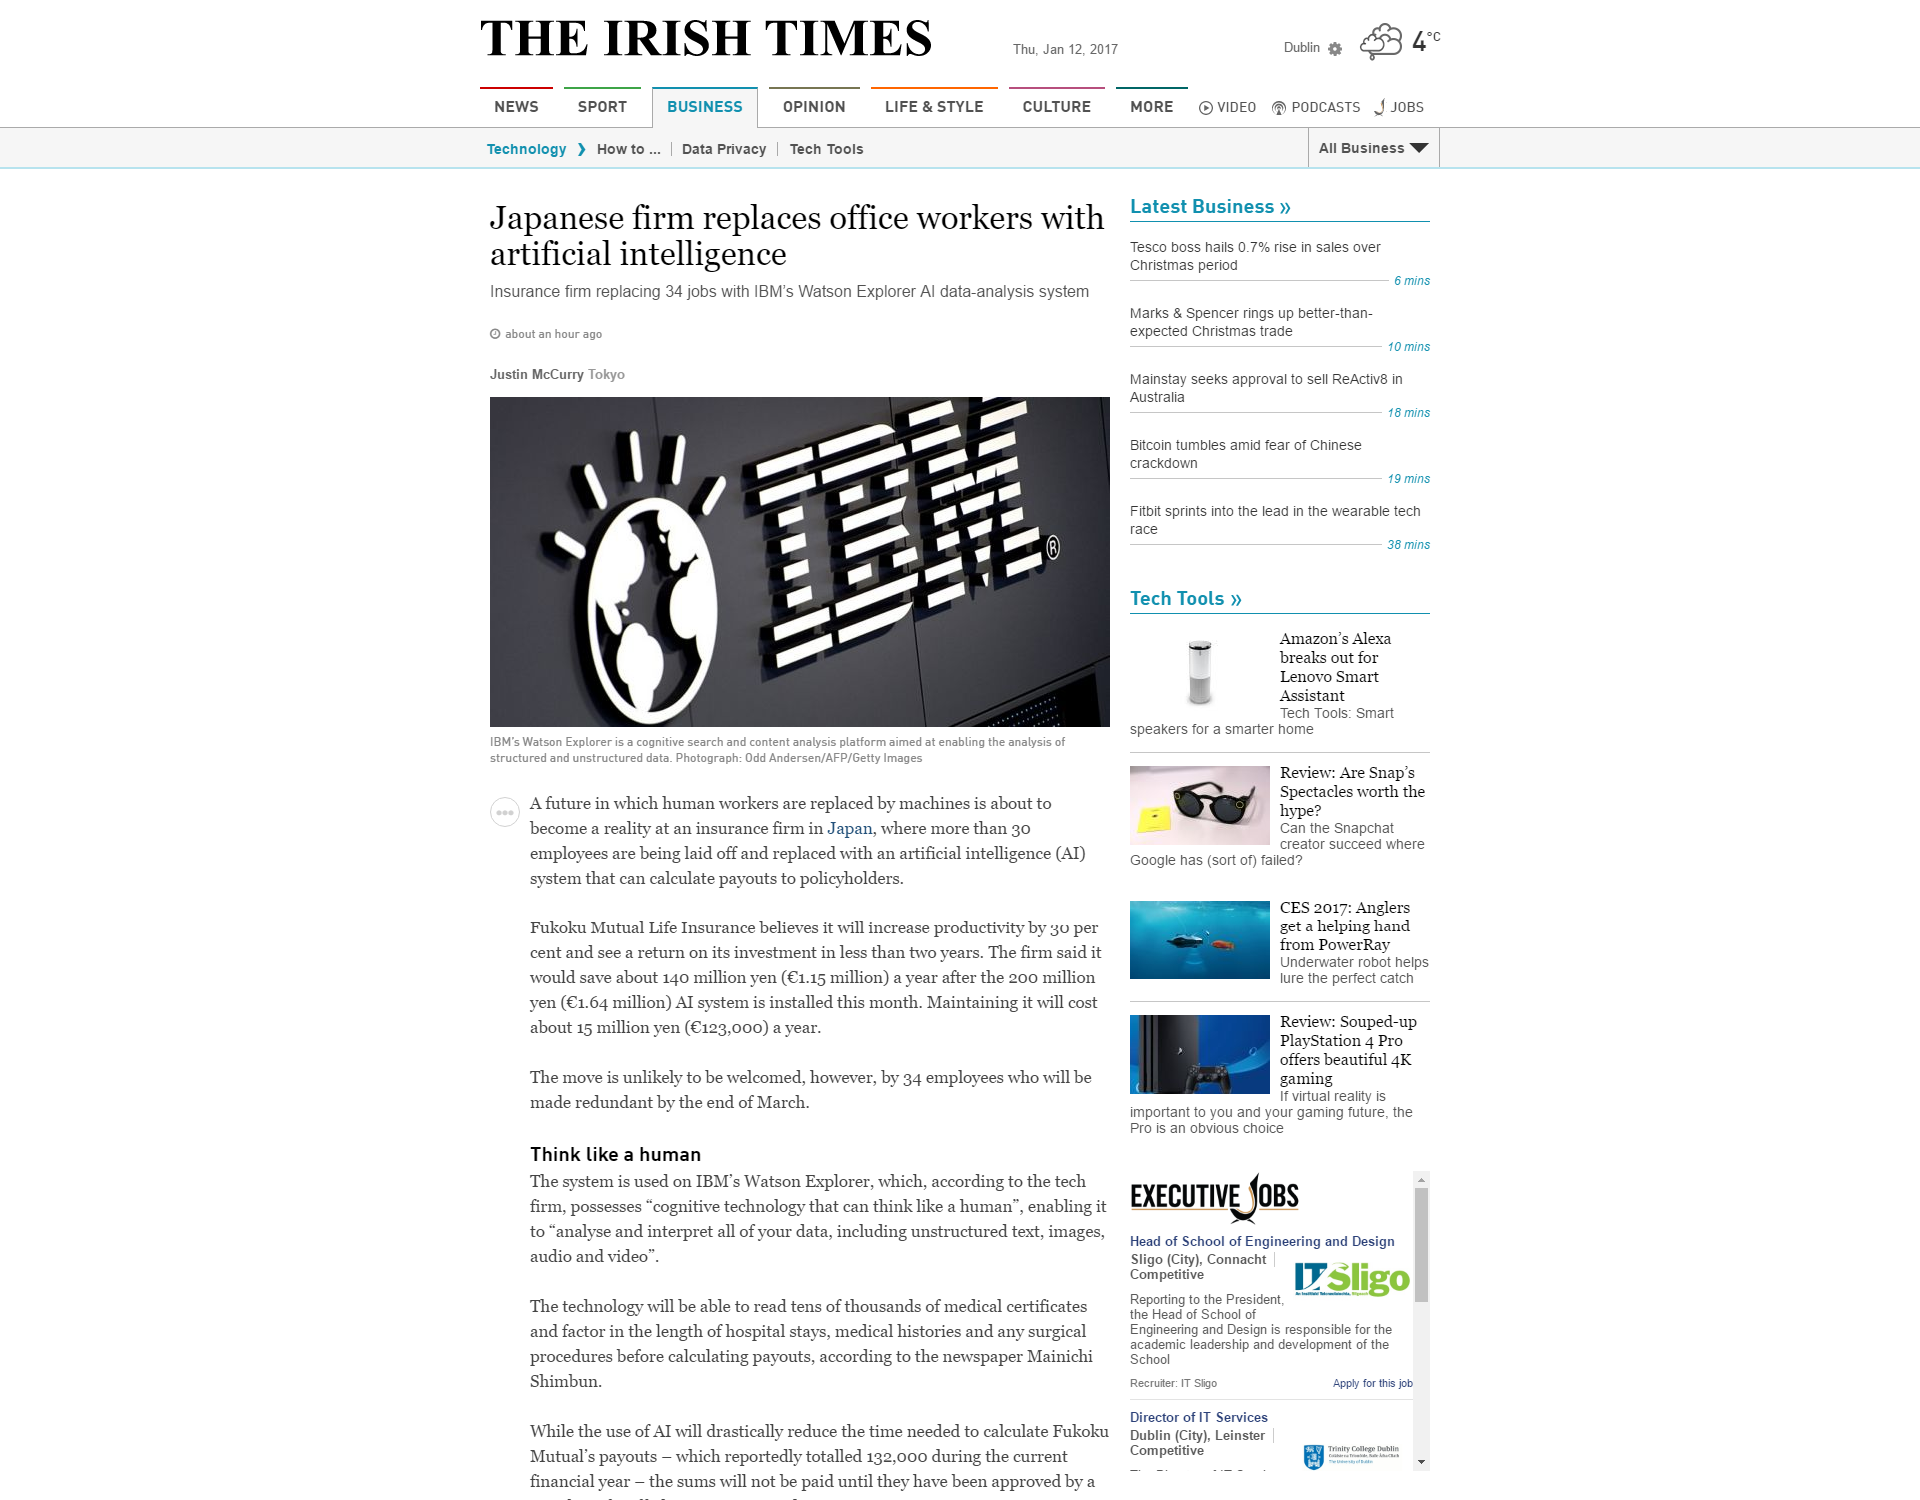 THE IRISH TIMES
Thu, Jan 12, 2017
Dublin
4°C
NEWS
SPORT
BUSINESS
OPINION
LIFE & STYLE
CULTURE
MORE
VIDEO
PODCASTS
JOBS
Technology
How to ...
Data Privacy
Tech Tools
All Business
Japanese firm replaces office workers with
artificial intelligence
Insurance firm replacing 34 jobs with IBM's Watson Explorer AI data-analysis system
about an hour ago
Justin McCurry Tokyo
IBM®
IBM's Watson Explorer is a cognitive search and content analysis platform aimed at enabling the analysis of
structured and unstructured data. Photograph: Odd Andersen/AFP/Getty Images
A future in which human workers are replaced by machines is about to
become a reality at an insurance firm in Japan, where more than 30
employees are being laid off and replaced with an artificial intelligence (AI)
system that can calculate payouts to policyholders.
Fukoku Mutual Life Insurance believes it will increase productivity by 30 per
cent and see a return on its investment in less than two years. The firm said it
would save about 140 million yen (€1.15 million) a year after the 200 million
yen (€1.64 million) AI system is installed this month. Maintaining it will cost
about 15 million yen (€123,000) a year.
The move is unlikely to be welcomed, however, by 34 employees who will be
made redundant by the end of March.
Think like a human
The system is used on IBM's Watson Explorer, which, according to the tech
firm, possesses “cognitive technology that can think like a human”, enabling it
to “analyse and interpret all of your data, including unstructured text, images,
audio and video”.
The technology will be able to read tens of thousands of medical certificates
and factor in the length of hospital stays, medical histories and any surgical
procedures before calculating payouts, according to the newspaper Mainichi
Shimbun.
While the use of AI will drastically reduce the time needed to calculate Fukoku
Mutual's payouts – which reportedly totalled 132,000 during the current
financial year – the sums will not be paid until they have been approved by a
Latest Business »
Tesco boss hails 0.7% rise in sales over
Christmas period
6 mins
Marks & Spencer rings up better-than-
expected Christmas trade
10 mins
Mainstay seeks approval to sell ReActiv8 in
Australia
18 mins
Bitcoin tumbles amid fear of Chinese
crackdown
19 mins
Fitbit sprints into the lead in the wearable tech
race
38 mins
Tech Tools »
Amazon's Alexa
breaks out for
Lenovo Smart
Assistant
Tech Tools: Smart
speakers for a smarter home
Review: Are Snap's
Spectacles worth the
hype?
Can the Snapchat
creator succeed where
Google has (sort of) failed?
CES 2017: Anglers
get a helping hand
from PowerRay
Underwater robot helps
lure the perfect catch
Review: Souped-up
PlayStation 4 Pro
offers beautiful 4K
gaming
If virtual reality is
important to you and your gaming future, the
Pro is an obvious choice
EXECUTIVE JOBS
Head of School of Engineering and Design
Sligo (City), Connacht
Competitive
IT Sligo
Reporting to the President,
the Head of School of
Engineering and Design is responsible for the
academic leadership and development of the
School
Recruiter: IT Sligo
Apply for this job
Director of IT Services
Dublin (City), Leinster
Competitive
Trinity College Dublin